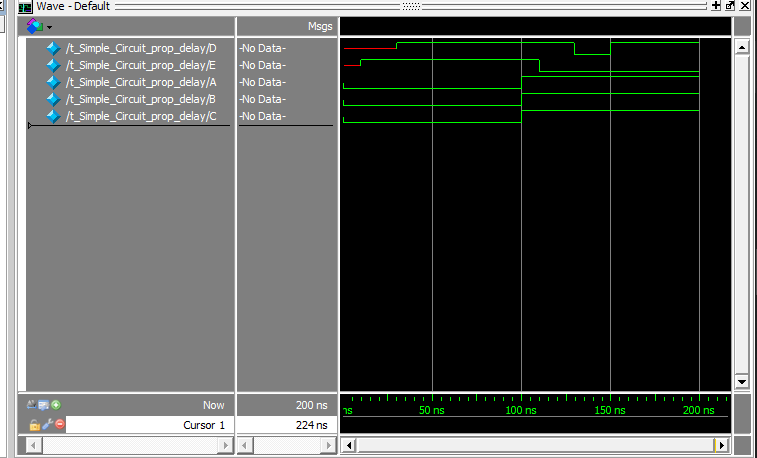 Wave - Default
Msgs
/t_Simple_Circuit_prop_delay/D -No Data-
/t_Simple_Circuit_prop_delay/E -No Data-
/t_Simple_Circuit_prop_delay/A -No Data-
/t_Simple_Circuit_prop_delay/B -No Data-
/t_Simple_Circuit_prop_delay/C -No Data-
Now 200 ns ns 50 ns 100 ns 150 ns 200 ns
Cursor 1 224 ns